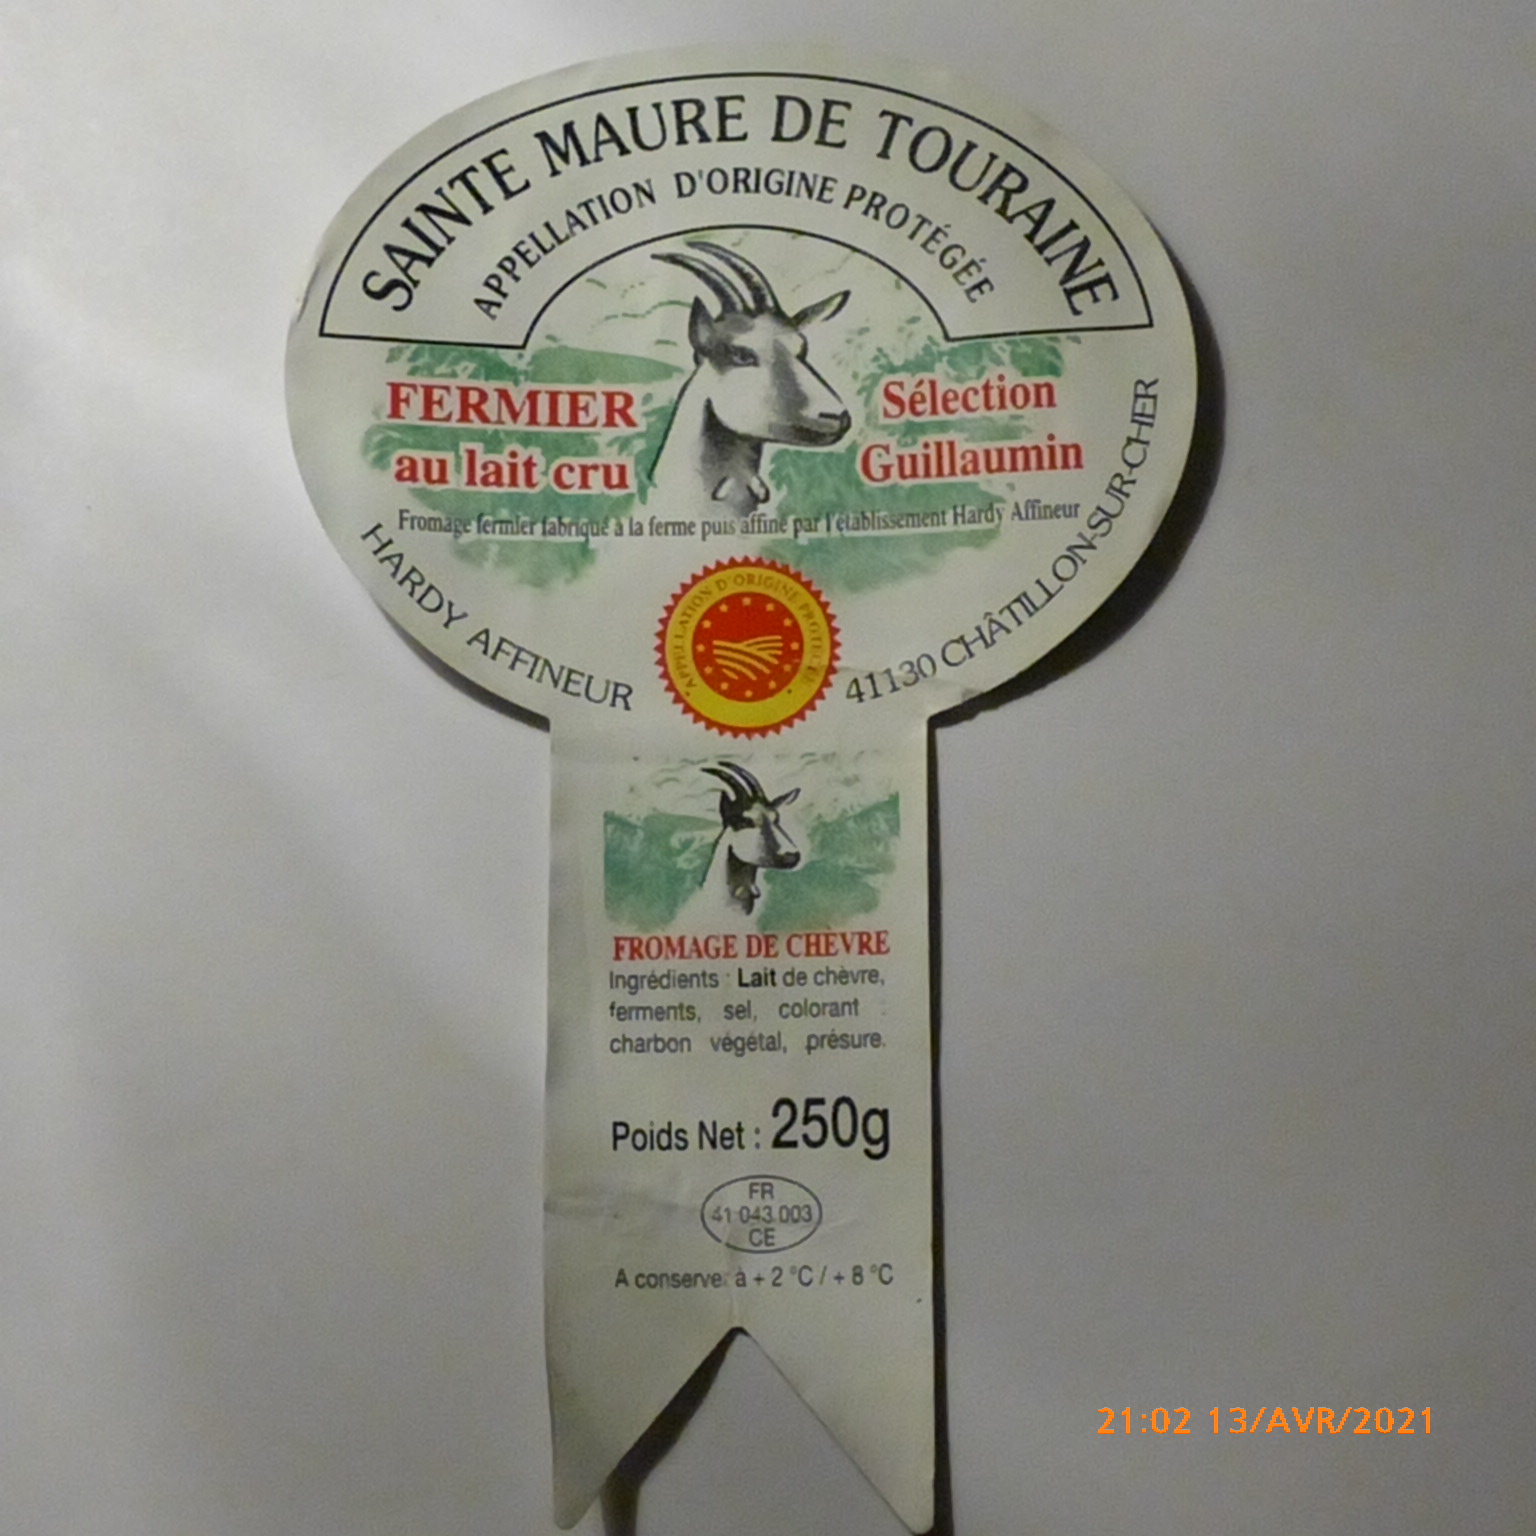 SAINTE MAURE DE TOURAINE
APPELLATION D'ORIGINE PROTÉGÉE
FERMIER
au lait cru
Sélection
Guillaumin
Fromage fermier fabriqué à la ferme puis affiné par l'établissement Hardy Affineur
HARDY AFFINEUR
41130 CHÂTILLON-SUR-CHER
APPELLATION D'ORIGINE PROTÉGÉE
FROMAGE DE CHÈVRE
Ingrédients : Lait de chèvre,
ferments, sel, colorant :
charbon végétal, présure.
Poids Net : 250g
FR
41 043 003
CE
A conserver à + 2 °C / + 8 °C
21:02 13/AVR/2021